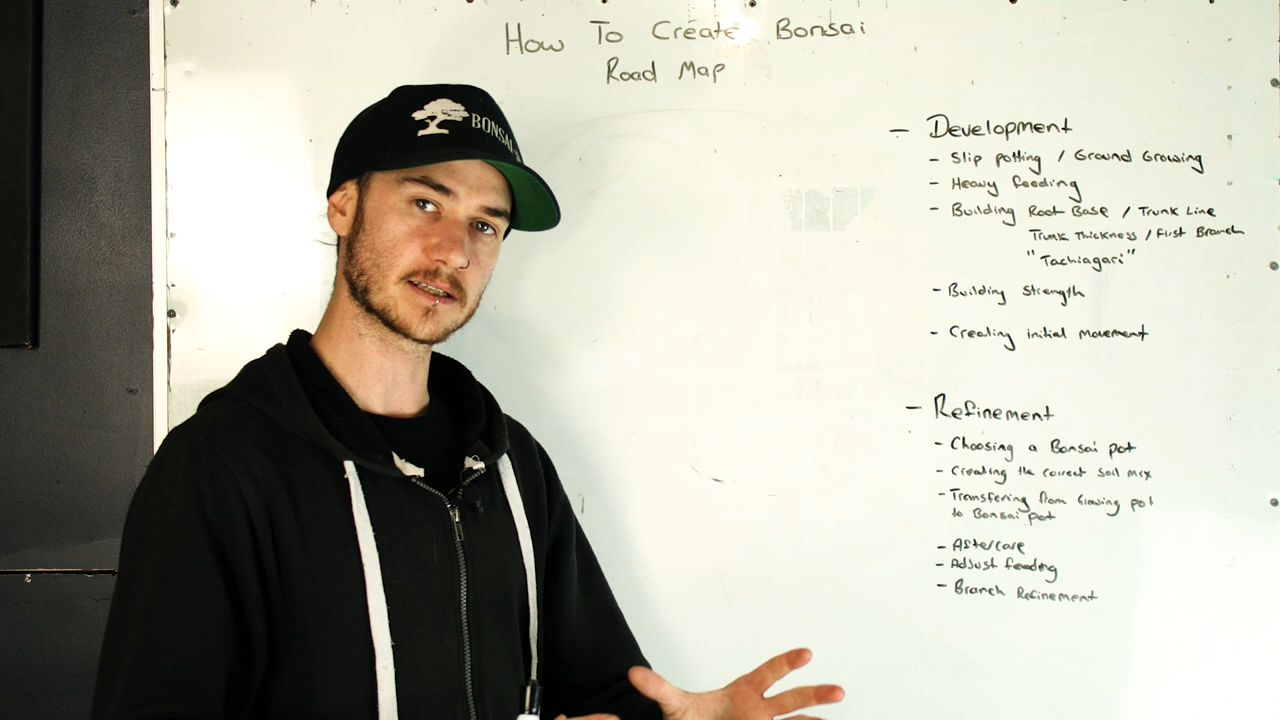 How To Create Bonsai
Road Map
BONSAI
- Development
- Slip potting / Ground Growing
- Heavy feeding
- Building Root Base / Trunk Line
Trunk Thickness / First Branch
"Tachiagari"
- Building Strength
- Creating initial movement
- Refinement
- Choosing a Bonsai pot
- Creating the correct soil mix
- Transfering from Growing pot
to Bonsai pot
- Aftercare
- Adjust feeding
- Branch Refinement